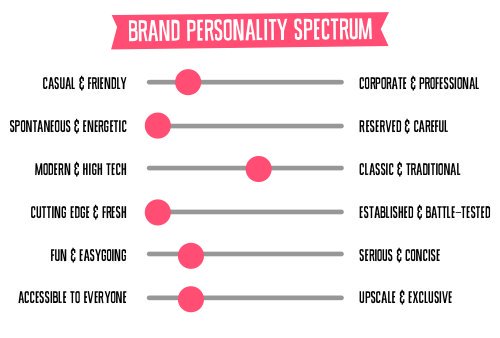 BRAND PERSONALITY SPECTRUM
CASUAL & FRIENDLY CORPORATE & PROFESSIONAL
SPONTANEOUS & ENERGETIC RESERVED & CAREFUL
MODERN & HIGH TECH CLASSIC & TRADITIONAL
CUTTING EDGE & FRESH ESTABLISHED & BATTLE-TESTED
FUN & EASYGOING SERIOUS & CONCISE
ACCESSIBLE TO EVERYONE UPSCALE & EXCLUSIVE